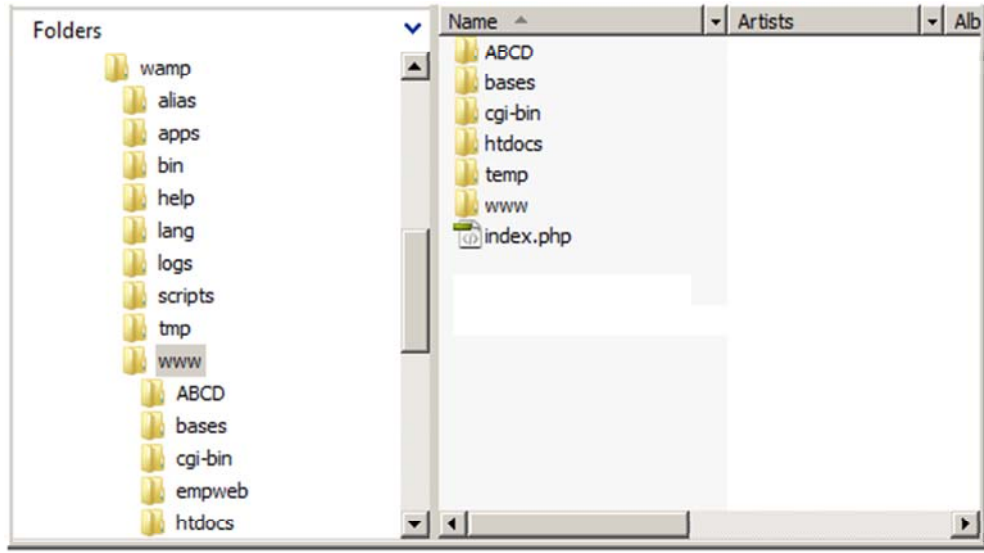 Folders
wamp
alias
apps
bin
help
lang
logs
scripts
tmp
www
ABCD
bases
cgi-bin
empweb
htdocs
Name Artists Alb
ABCD
bases
cgi-bin
htdocs
temp
www
index.php